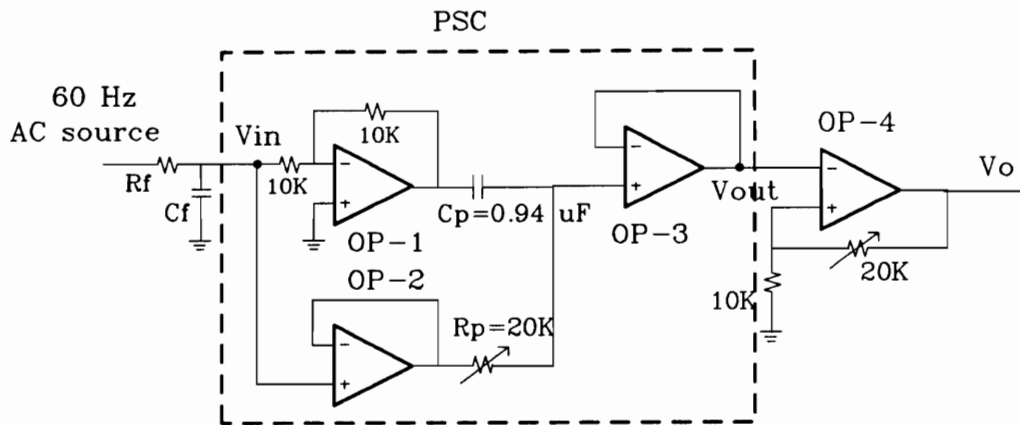 PSC
60 Hz
AC source
Vin
10K
10K
-
+
OP-1
Rf
Cf
Cp=0.94 uF
-
+
OP-3
Vout
OP-4
-
+
Vo
20K
10K
OP-2
-
+
Rp=20K